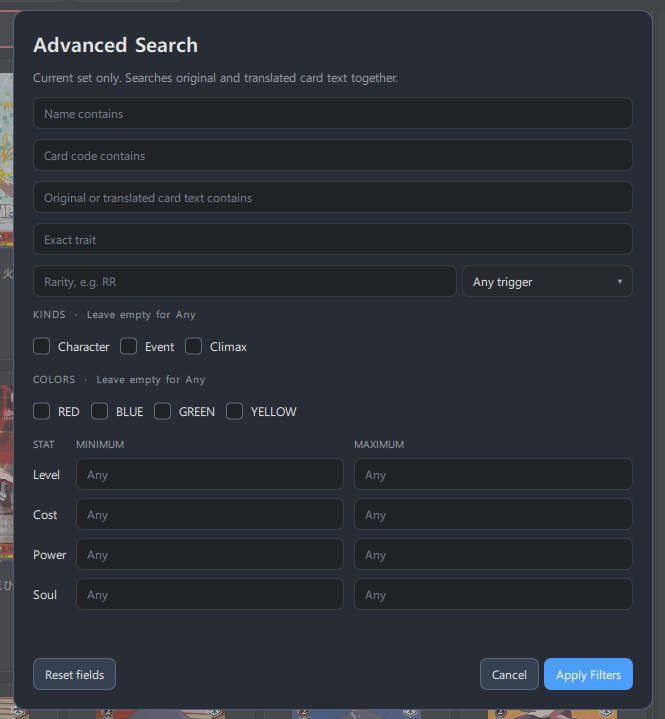 Advanced Search
Current set only. Searches original and translated card text together.
Name contains
Card code contains
Original or translated card text contains
Exact trait
Rarity, e.g. RR Any trigger
KINDS · Leave empty for Any
Character Event Climax
COLORS · Leave empty for Any
RED BLUE GREEN YELLOW
STAT MINIMUM MAXIMUM
Level Any Any
Cost Any Any
Power Any Any
Soul Any Any
Reset fields Cancel Apply Filters
火
ひ